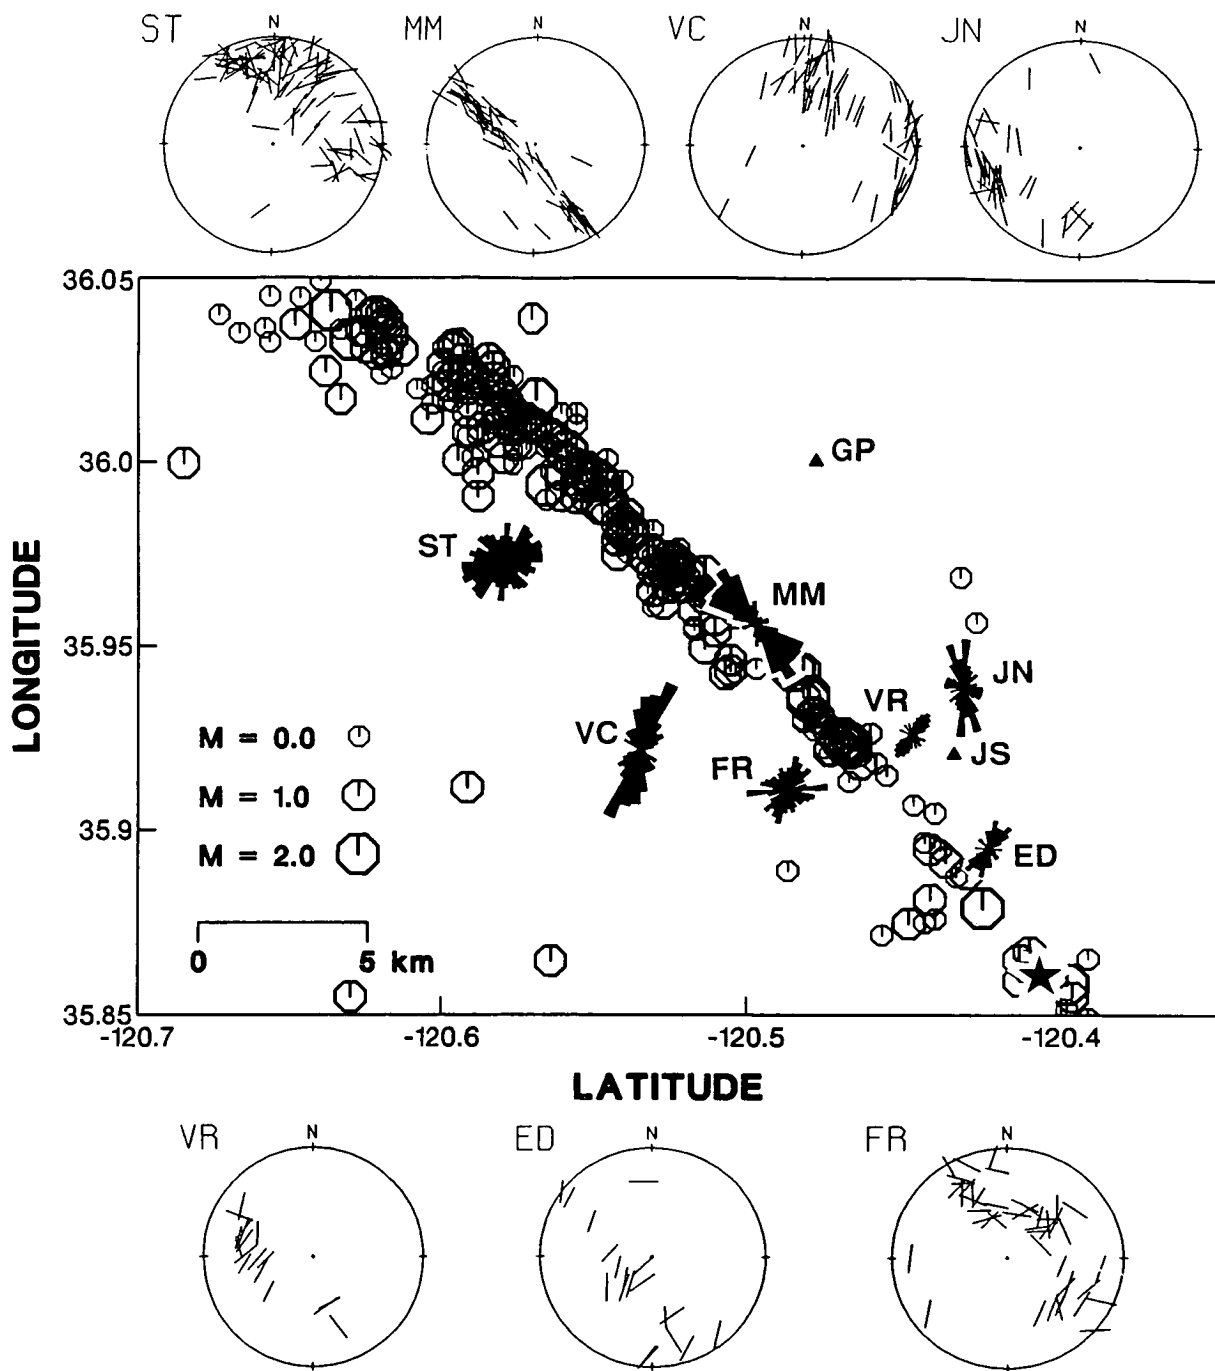 ST MM VC JN
N N N N
36.05
36.0
35.95
35.9
35.85
LONGITUDE
GP
ST
MM
JN
VR
VC
JS
FR
ED
M = 0.0
M = 1.0
M = 2.0
0 5 km
-120.7 -120.6 -120.5 -120.4
LATITUDE
VR ED FR
N N N